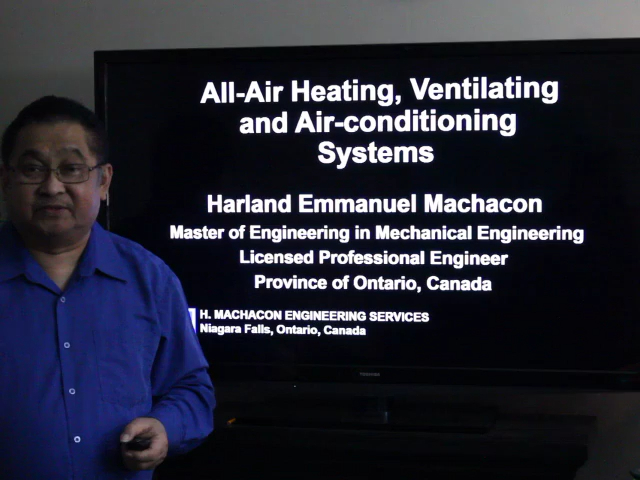 All-Air Heating, Ventilating
and Air-conditioning
Systems
Harland Emmanuel Machacon
Master of Engineering in Mechanical Engineering
Licensed Professional Engineer
Province of Ontario, Canada
H. MACHACON ENGINEERING SERVICES
Niagara Falls, Ontario, Canada
TOSHIBA